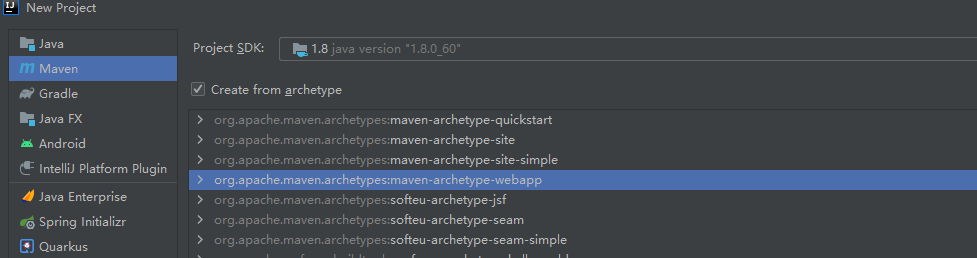 New Project
Java
Maven
Gradle
Java FX
Android
IntelliJ Platform Plugin
Java Enterprise
Spring Initializr
Quarkus
Project SDK: 1.8 java version "1.8.0_60"
Create from archetype
org.apache.maven.archetypes:maven-archetype-quickstart
org.apache.maven.archetypes:maven-archetype-site
org.apache.maven.archetypes:maven-archetype-site-simple
org.apache.maven.archetypes:maven-archetype-webapp
org.apache.maven.archetypes:softeu-archetype-jsf
org.apache.maven.archetypes:softeu-archetype-seam
org.apache.maven.archetypes:softeu-archetype-seam-simple